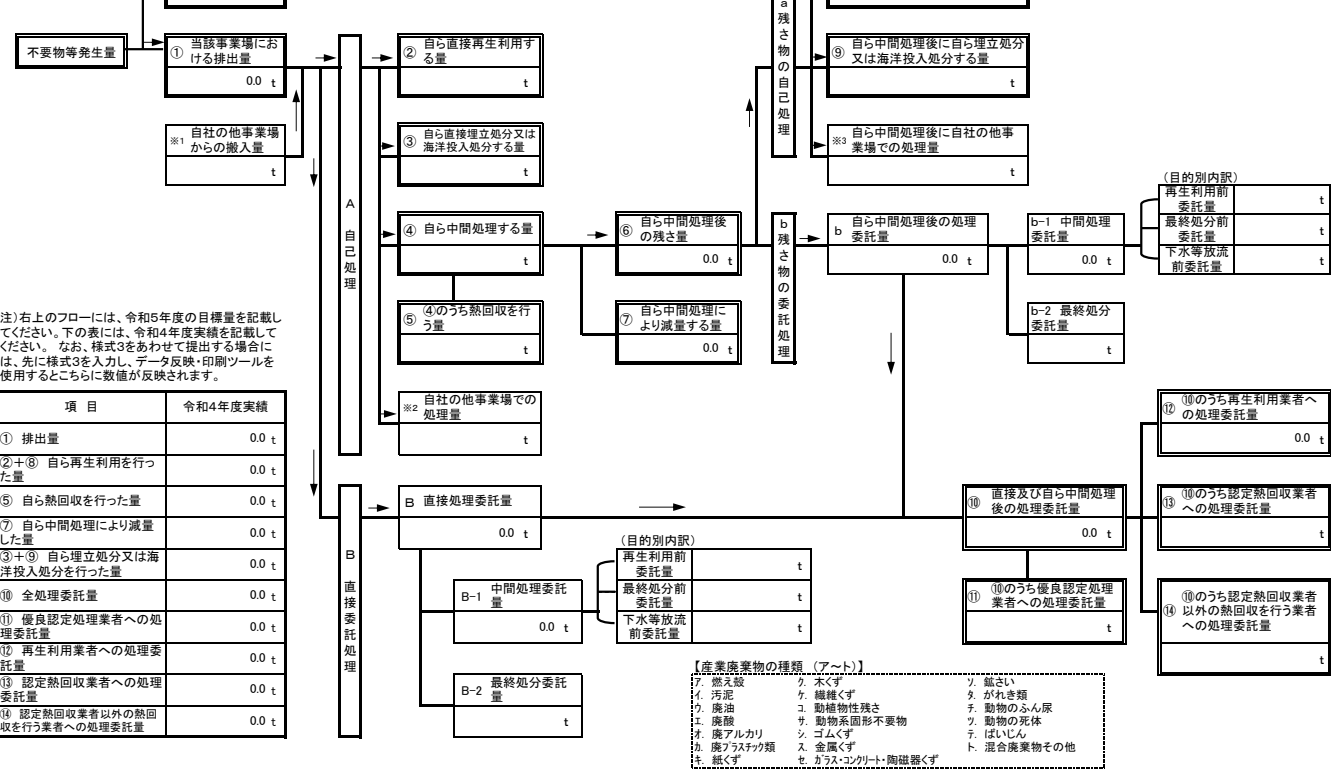 不要物等発生量
① 当該事業場にお
ける排出量
0.0 t
※1 自社の他事業場
からの搬入量
t
A
自
己
処
理
② 自ら直接再生利用す
る量
t
③ 自ら直接埋立処分又は
海洋投入処分する量
t
④ 自ら中間処理する量
t
⑤ ④のうち熱回収を行
う量
t
※2 自社の他事業場での
処理量
t
⑥ 自ら中間処理後
の残さ量
0.0 t
⑦ 自ら中間処理に
より減量する量
0.0 t
a
残
さ
物
の
自
己
処
理
⑨ 自ら中間処理後に自ら埋立処分
又は海洋投入処分する量
t
※3 自ら中間処理後に自社の他事
業場での処理量
t
b
残
さ
物
の
委
託
処
理
b 自ら中間処理後の処理
委託量
0.0 t
b-1 中間処理
委託量
0.0 t
b-2 最終処分
委託量
t
(目的別内訳)
再生利用前
委託量
t
最終処分前
委託量
t
下水等放流
前委託量
t
注)右上のフローには、令和5年度の目標量を記載し
てください。下の表には、令和4年度実績を記載して
ください。 なお、様式3をあわせて提出する場合に
は、先に様式3を入力し、データ反映・印刷ツールを
使用するとこちらに数値が反映されます。
項 目 令和4年度実績
① 排出量 0.0 t
②+⑧ 自ら再生利用を行っ
た量 0.0 t
⑤ 自ら熱回収を行った量 0.0 t
⑦ 自ら中間処理により減量
した量 0.0 t
③+⑨ 自ら埋立処分又は海
洋投入処分を行った量 0.0 t
⑩ 全処理委託量 0.0 t
⑪ 優良認定処理業者への処
理委託量 0.0 t
⑫ 再生利用業者への処理委
託量 0.0 t
⑬ 認定熱回収業者への処理
委託量 0.0 t
⑭ 認定熱回収業者以外の熱回
収を行う業者への処理委託量 0.0 t
B
直
接
委
託
処
理
B 直接処理委託量
0.0 t
B-1 中間処理委託
量
0.0 t
B-2 最終処分委託
量
t
(目的別内訳)
再生利用前
委託量
t
最終処分前
委託量
t
下水等放流
前委託量
t
⑩ 直接及び自ら中間処理
後の処理委託量
0.0 t
⑪ ⑩のうち優良認定処理
業者への処理委託量
t
⑫ ⑩のうち再生利用業者へ
の処理委託量
0.0 t
⑬ ⑩のうち認定熱回収業者
への処理委託量
t
⑭ ⑩のうち認定熱回収業者
以外の熱回収を行う業者
への処理委託量
t
【産業廃棄物の種類 (ア~ト)】
ア. 燃え殻 ク. 木くず ソ. 鉱さい
イ. 汚泥 ケ. 繊維くず タ. がれき類
ウ. 廃油 コ. 動植物性残さ チ. 動物のふん尿
エ. 廃酸 サ. 動物系固形不要物 ツ. 動物の死体
オ. 廃アルカリ シ. ゴムくず テ. ばいじん
カ. 廃プラスチック類 ス. 金属くず ト. 混合廃棄物その他
キ. 紙くず セ. ガラス・コンクリート・陶磁器くず